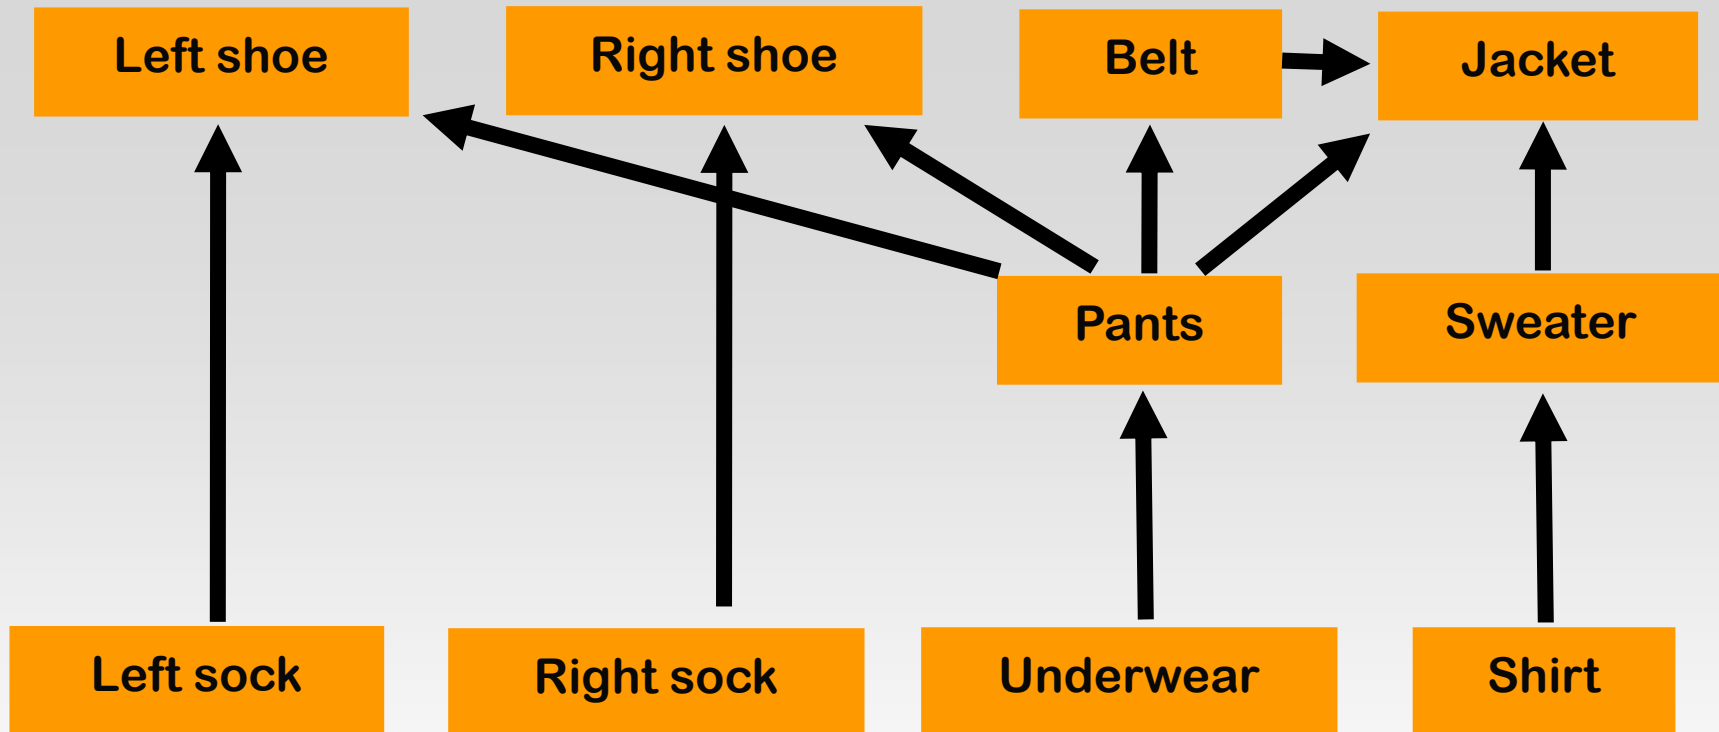 Left shoe
Right shoe
Belt
Jacket
Pants
Sweater
Left sock
Right sock
Underwear
Shirt